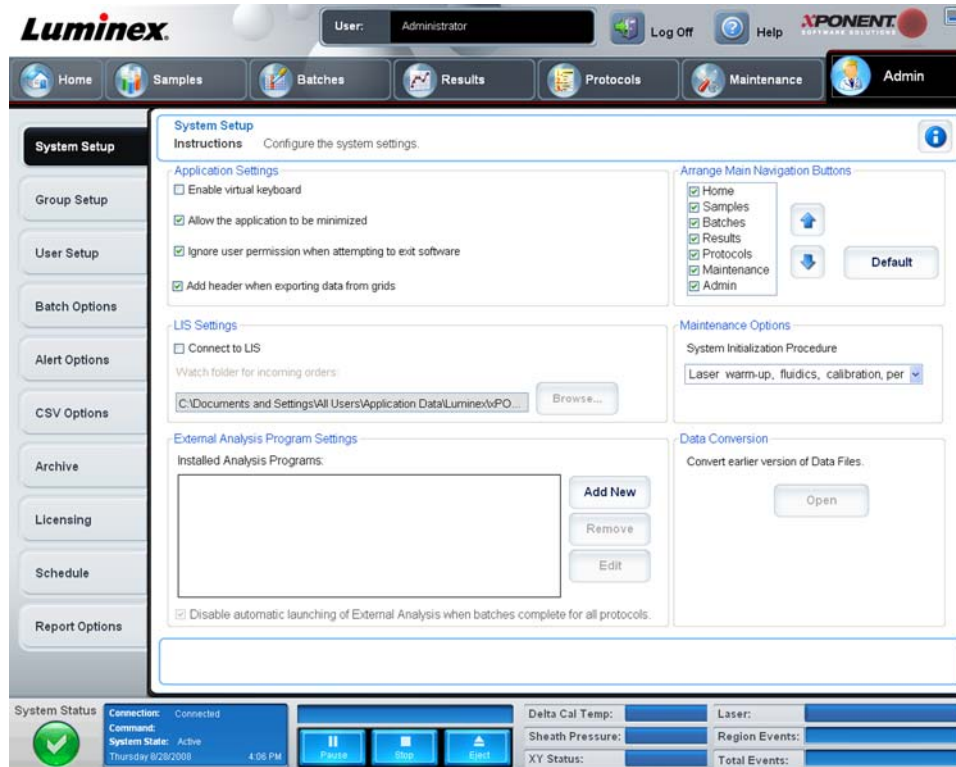 Luminex.
User: Administrator
Log Off
Help
XPONENT
SOFTWARE SOLUTIONS
Home
Samples
Batches
Results
Protocols
Maintenance
Admin
System Setup
Group Setup
User Setup
Batch Options
Alert Options
CSV Options
Archive
Licensing
Schedule
Report Options
System Setup
Instructions Configure the system settings.
Application Settings
Enable virtual keyboard
Allow the application to be minimized
Ignore user permission when attempting to exit software
Add header when exporting data from grids
Arrange Main Navigation Buttons
Home
Samples
Batches
Results
Protocols
Maintenance
Admin
Default
LIS Settings
Connect to LIS
Watch folder for incoming orders:
C:\Documents and Settings\All Users\Application Data\Luminex\xPO...
Browse...
Maintenance Options
System Initialization Procedure
Laser warm-up, fluidics, calibration, per
External Analysis Program Settings
Installed Analysis Programs:
Add New
Remove
Edit
Disable automatic launching of External Analysis when batches complete for all protocols.
Data Conversion
Convert earlier version of Data Files.
Open
System Status
Connection: Connected
Command:
System State: Active
Thursday 8/28/2008 4:06 PM
Pause
Stop
Eject
Delta Cal Temp:
Sheath Pressure:
XY Status:
Laser:
Region Events:
Total Events: